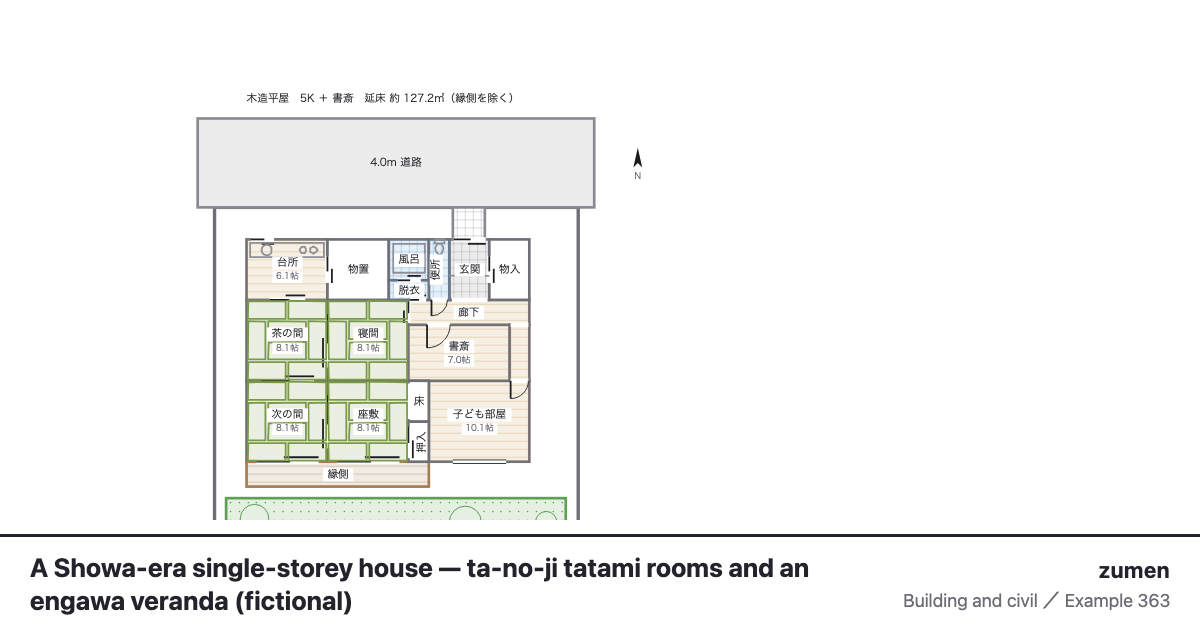 木造平屋 5K + 書斎 延床 約 127.2㎡（縁側を除く）
4.0m 道路
N
台所
6.1帖
物置
風呂
便所
玄関
物入
脱衣
廊下
茶の間
8.1帖
寝間
8.1帖
書斎
7.0帖
次の間
8.1帖
座敷
8.1帖
床
押入
子ども部屋
10.1帖
縁側
A Showa-era single-storey house — ta-no-ji tatami rooms and an
engawa veranda (fictional)
zumen
Building and civil ／ Example 363